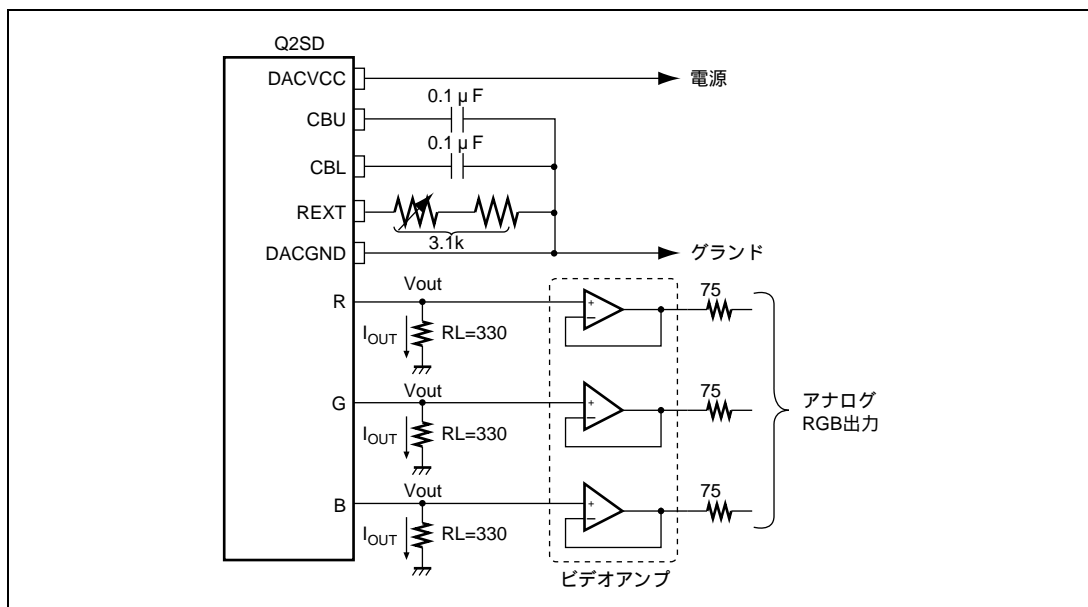 Q2SD
DACVCC
電源
0.1 μF
CBU
0.1 μF
CBL
REXT
3.1k
DACGND
グランド
R
Vout
75
IOUT
RL=330
G
Vout
75
IOUT
RL=330
アナログ
RGB出力
B
Vout
75
IOUT
RL=330
ビデオアンプ